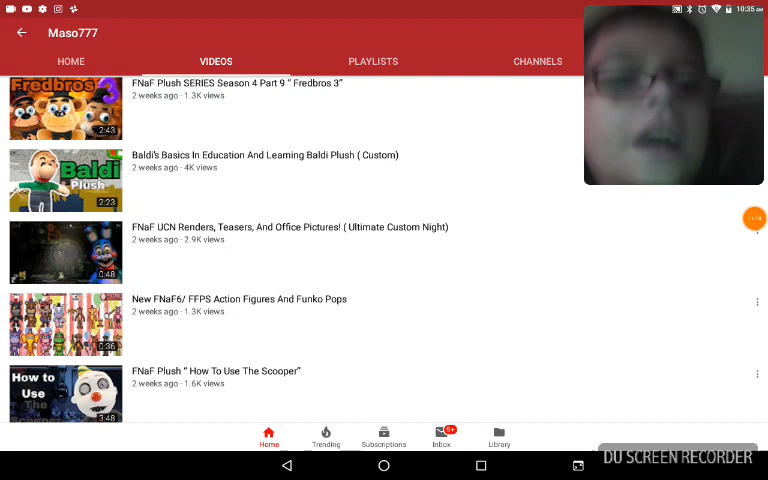 10:35 AM
Maso777
HOME VIDEOS PLAYLISTS CHANNELS
Fredbros 3
2:43
FNaF Plush SERIES Season 4 Part 9 “ Fredbros 3”
2 weeks ago · 1.3K views
Baldi
Plush
2:23
Baldi's Basics In Education And Learning Baldi Plush ( Custom)
2 weeks ago · 4K views
0:48
FNaF UCN Renders, Teasers, And Office Pictures! ( Ultimate Custom Night)
2 weeks ago · 2.9K views
0:36
New FNaF6/ FFPS Action Figures And Funko Pops
2 weeks ago · 1.3K views
How to
Use
The
Scooper
3:48
FNaF Plush “ How To Use The Scooper”
2 weeks ago · 1.6K views
9+
Home Trending Subscriptions Inbox Library
DU SCREEN RECORDER